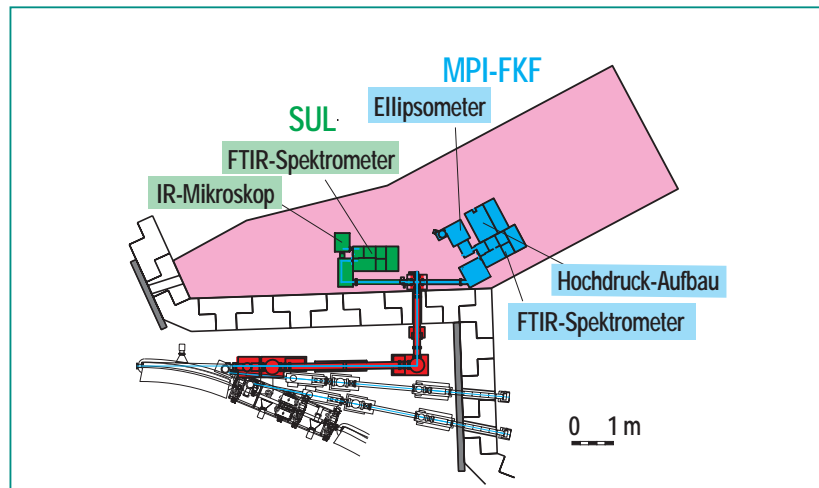 MPI-FKF
Ellipsometer
SUL
FTIR-Spektrometer
IR-Mikroskop
Hochdruck-Aufbau
FTIR-Spektrometer
0 1 m